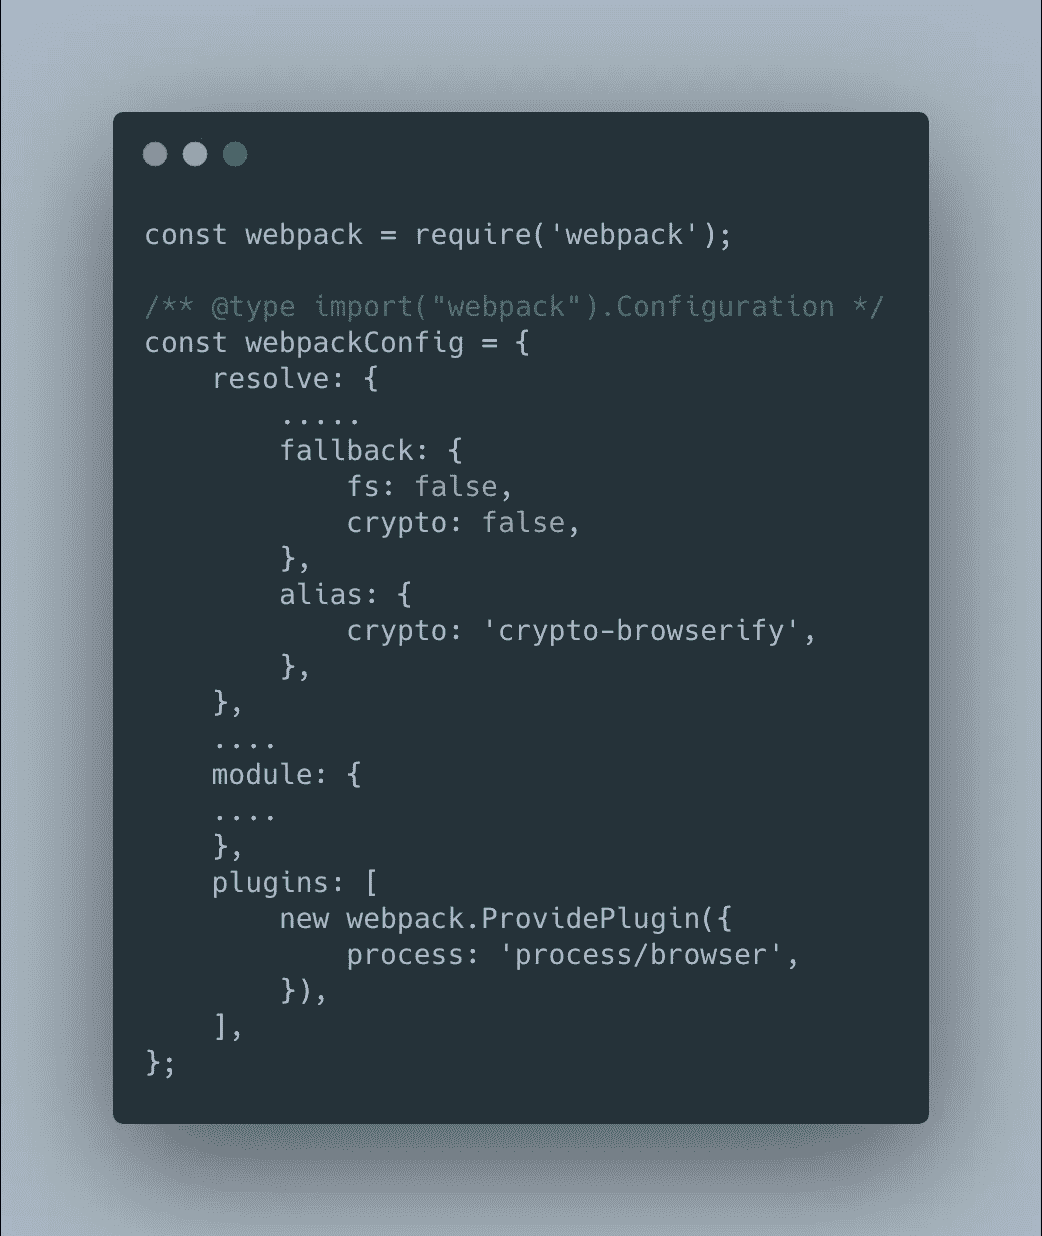 const webpack = require('webpack');
/** @type import("webpack").Configuration */
const webpackConfig = {
    resolve: {
        .....
        fallback: {
            fs: false,
            crypto: false,
        },
        alias: {
            crypto: 'crypto-browserify',
        },
    },
    ....
    module: {
    ....
    },
    plugins: [
        new webpack.ProvidePlugin({
            process: 'process/browser',
        }),
    ],
};